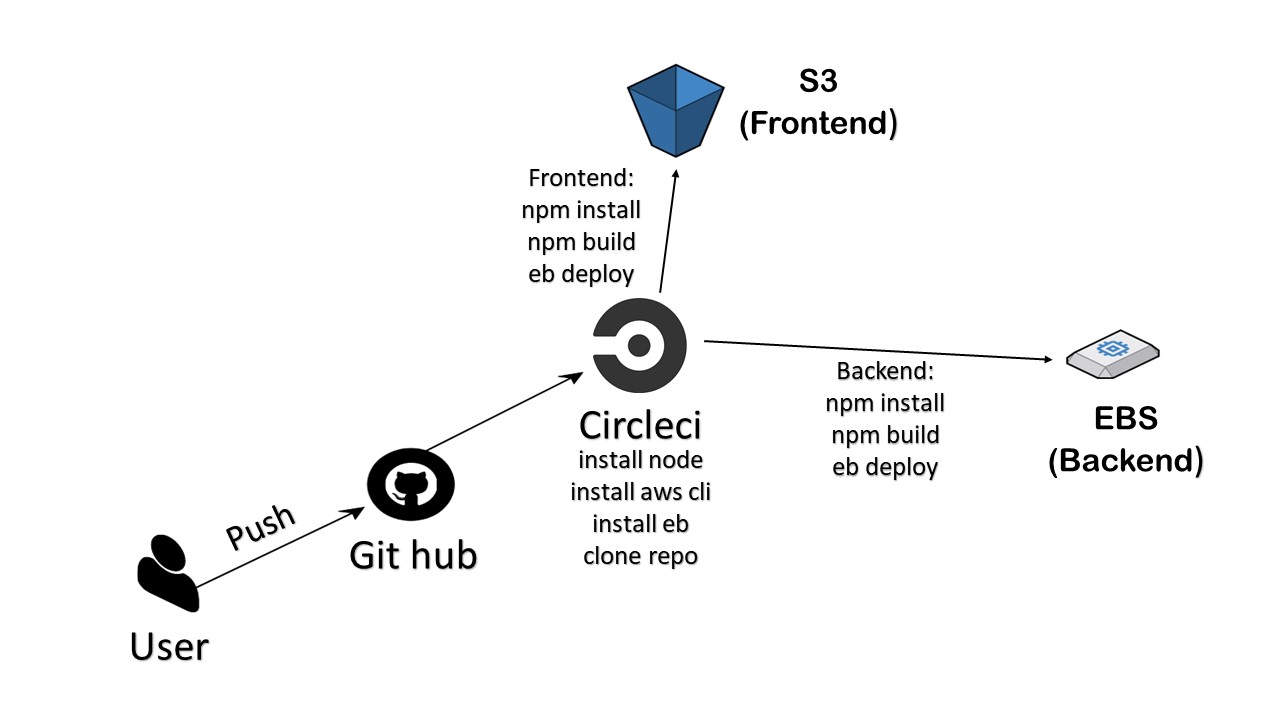 S3
(Frontend)
Frontend:
npm install
npm build
eb deploy
Backend:
npm install
npm build
eb deploy
EBS
(Backend)
Circleci
install node
install aws cli
install eb
clone repo
Push
Git hub
User